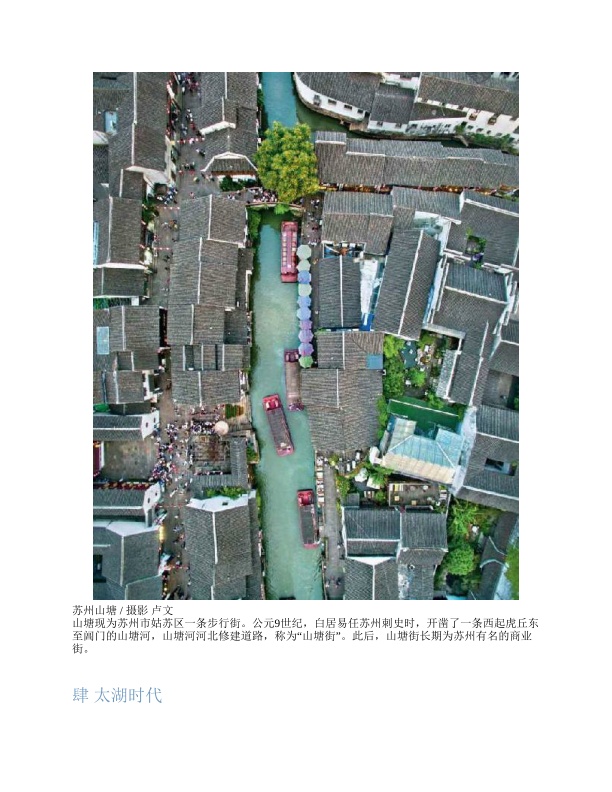 苏州山塘 / 摄影 卢文
山塘现为苏州市姑苏区一条步行街。公元9世纪，白居易任苏州刺史时，开凿了一条西起虎丘东
至阊门的山塘河，山塘河河北修建道路，称为“山塘街”。此后，山塘街长期为苏州有名的商业
街。
肆 太湖时代